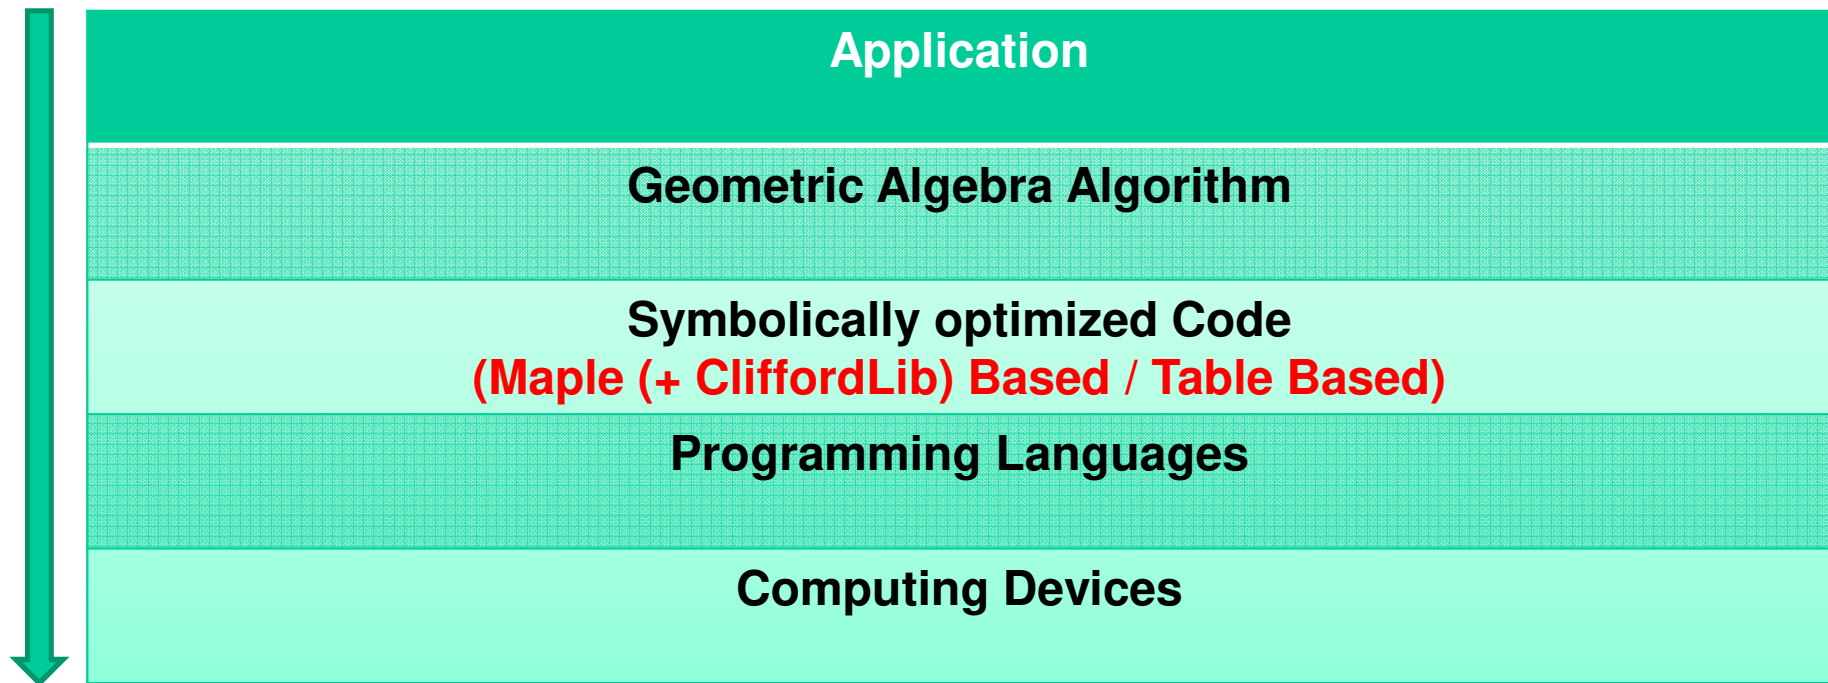 Application
Geometric Algebra Algorithm
Symbolically optimized Code
(Maple (+ CliffordLib) Based / Table Based)
Programming Languages
Computing Devices